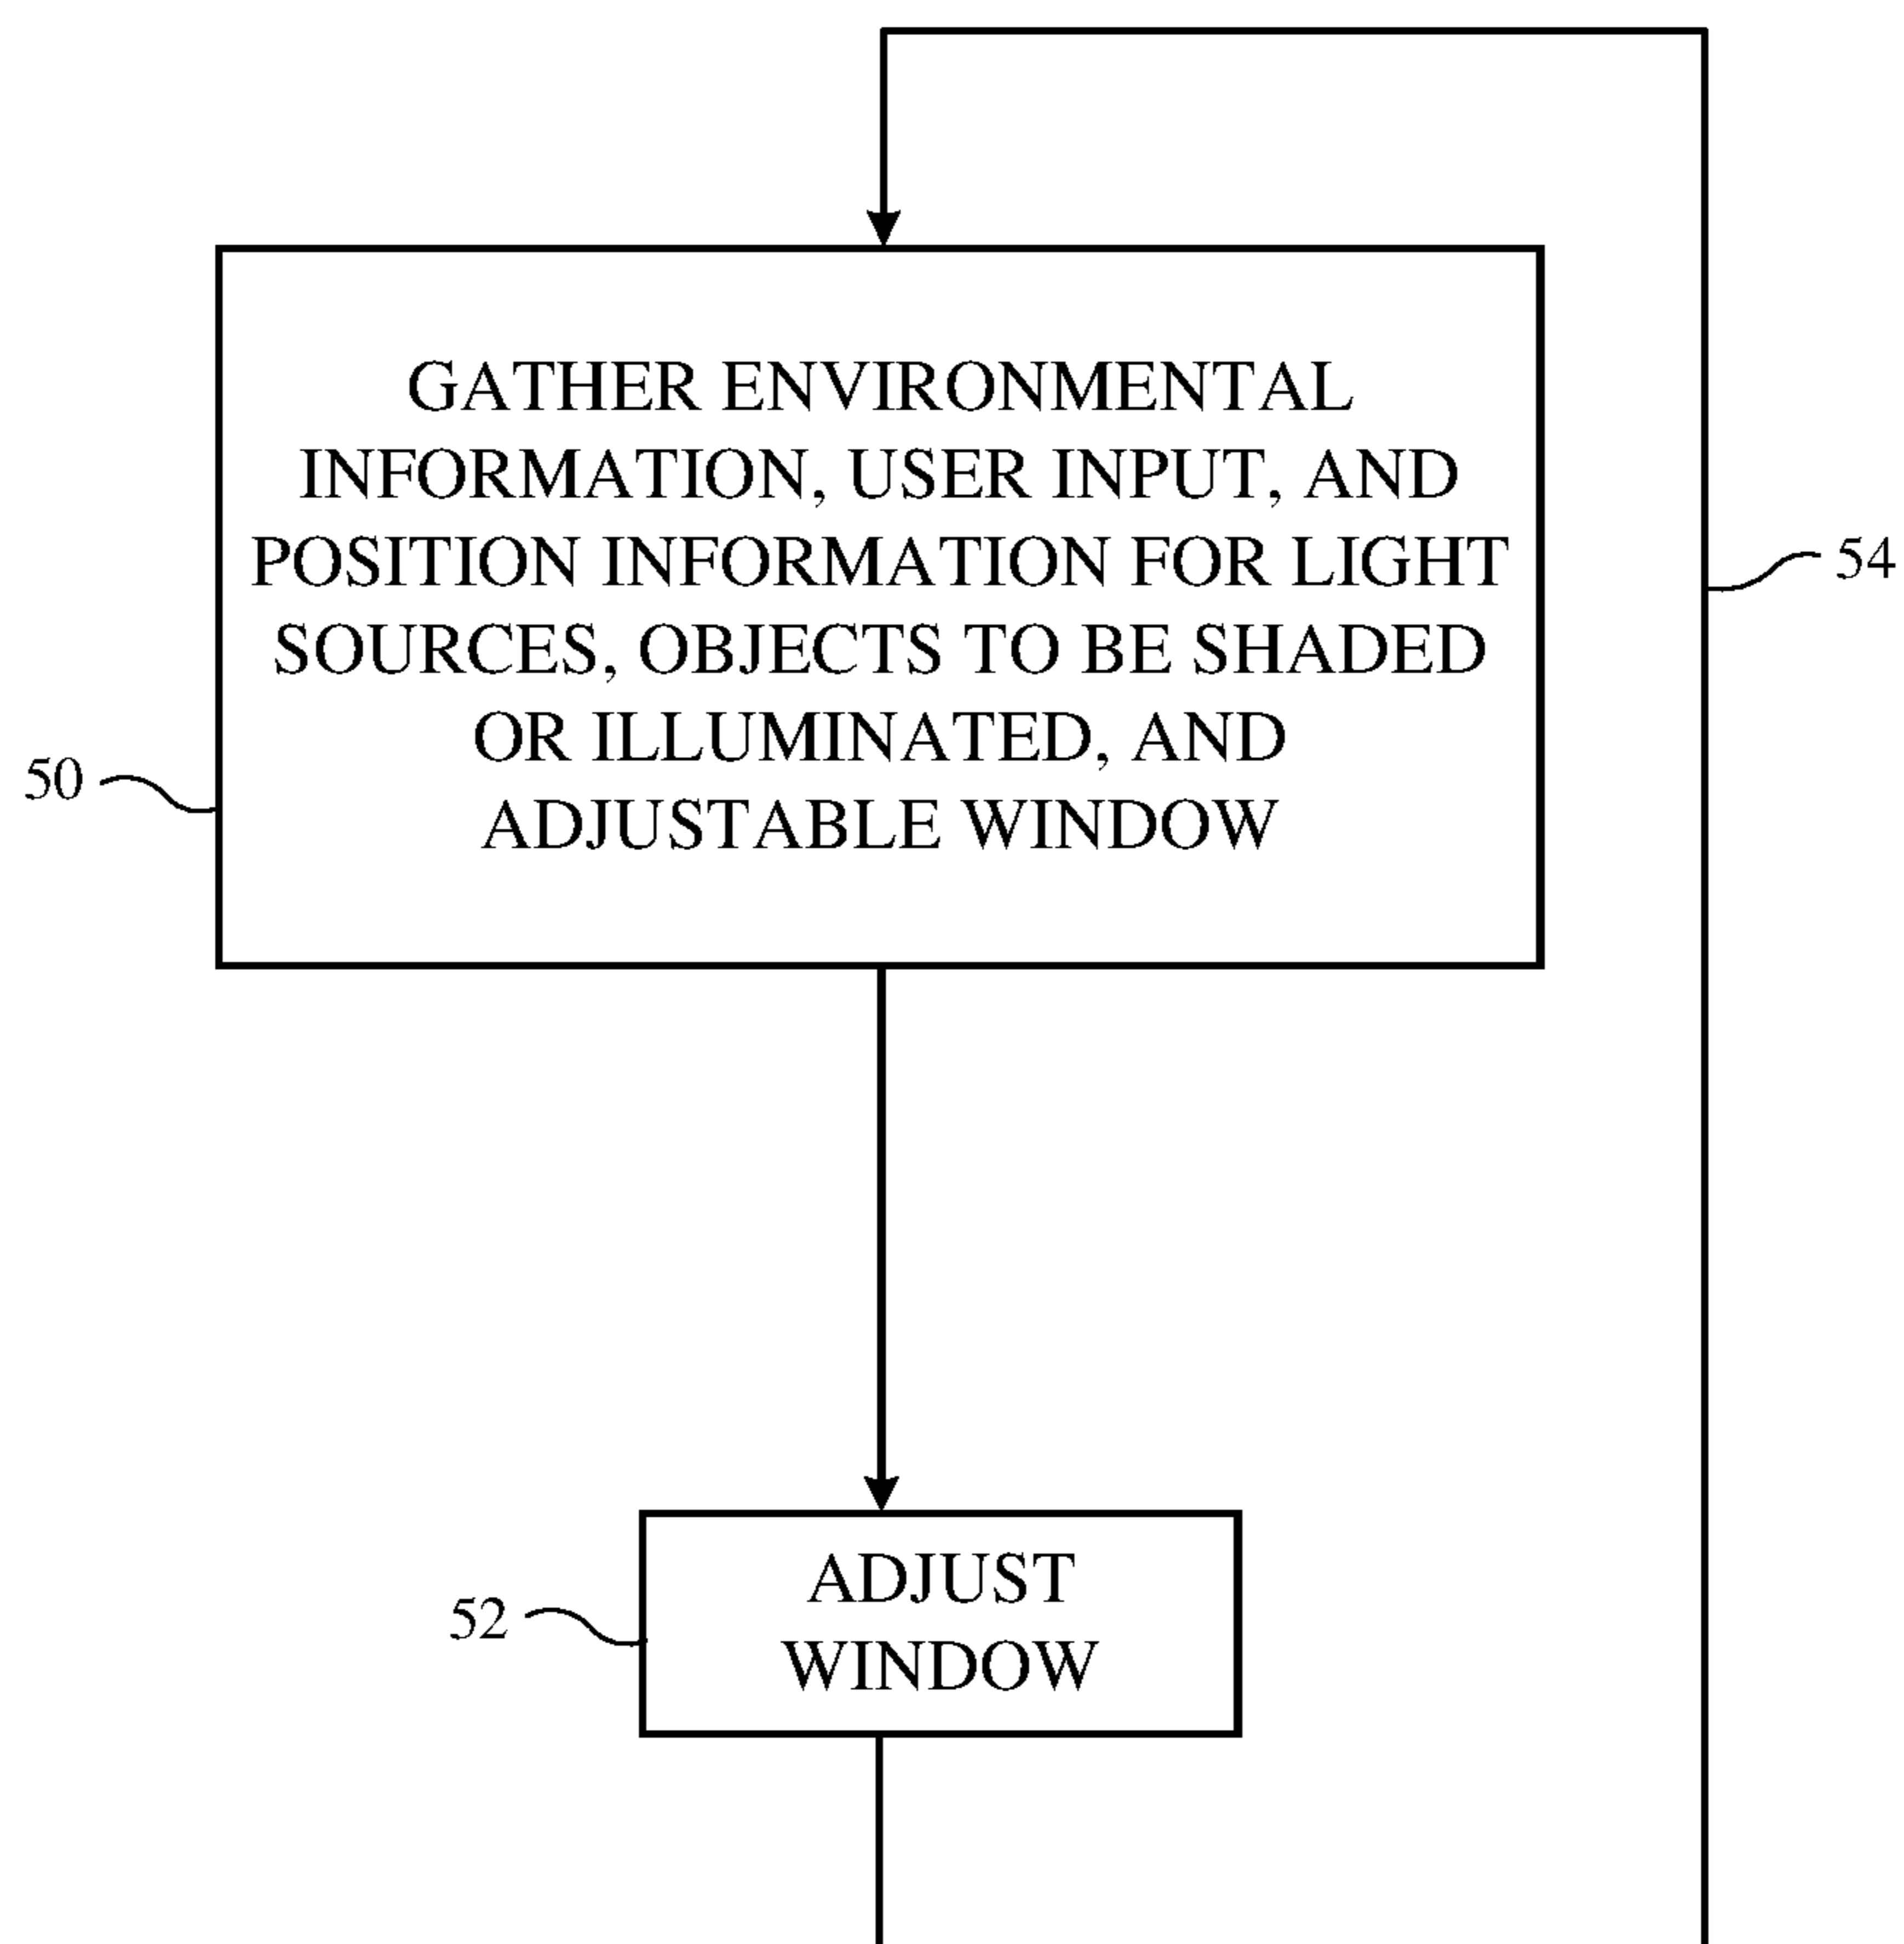 GATHER ENVIRONMENTAL
INFORMATION, USER INPUT, AND
POSITION INFORMATION FOR LIGHT
SOURCES, OBJECTS TO BE SHADED
OR ILLUMINATED, AND
ADJUSTABLE WINDOW
54
50
ADJUST
WINDOW
52